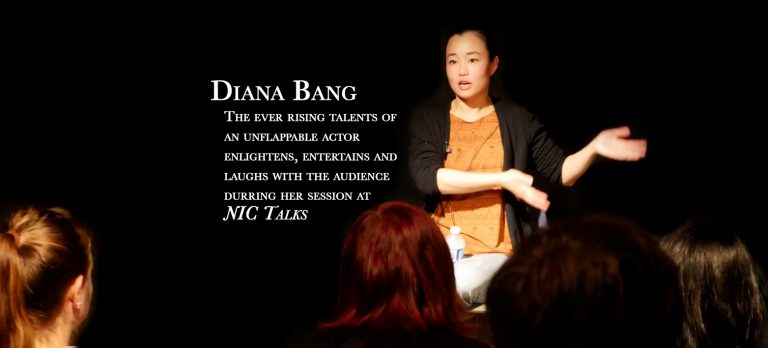 Diana Bang
The ever rising talents of
an unflappable actor
enlightens, entertains and
laughs with the audience
durring her session at
NIC Talks